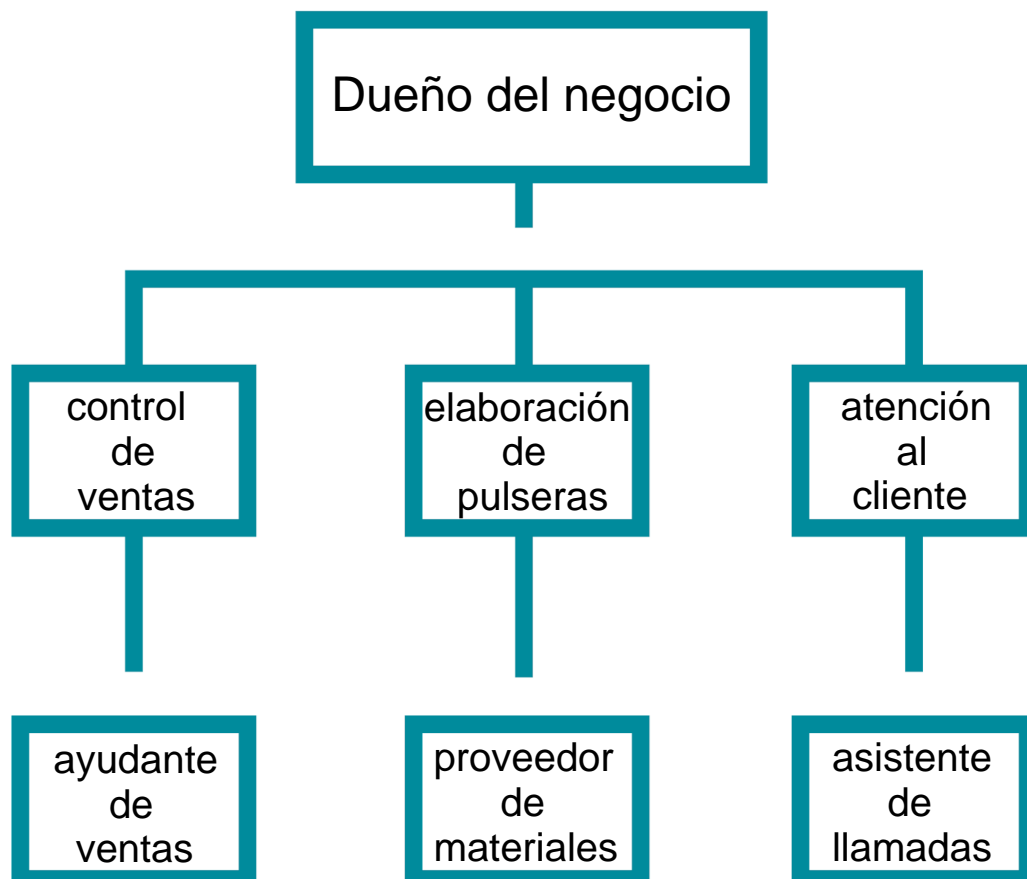 Dueño del negocio
control
de
ventas
elaboración
de
pulseras
atención
al
cliente
ayudante
de
ventas
proveedor
de
materiales
asistente
de
llamadas